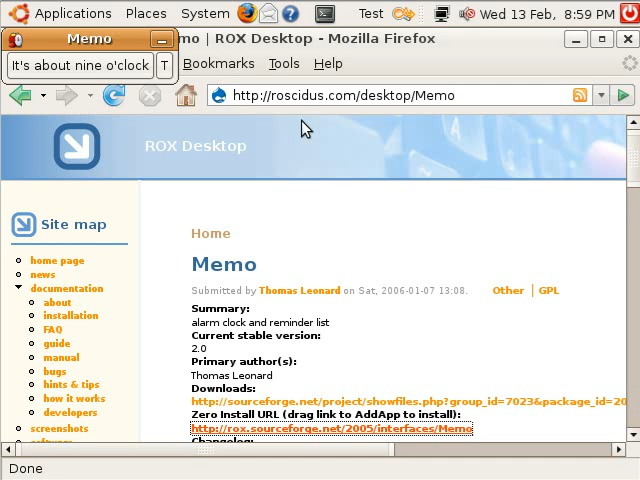 Applications Places System Test Wed 13 Feb, 8:59 PM
Memo
mo | ROX Desktop - Mozilla Firefox
It's about nine o'clock T
Bookmarks Tools Help
http://roscidus.com/desktop/Memo
ROX Desktop
Site map
home page
news
documentation
about
installation
FAQ
guide
manual
bugs
hints & tips
how it works
developers
screenshots
Home
Memo
Submitted by Thomas Leonard on Sat, 2006-01-07 13:08. Other | GPL
Summary:
alarm clock and reminder list
Current stable version:
2.0
Primary author(s):
Thomas Leonard
Downloads:
http://sourceforge.net/project/showfiles.php?group_id=7023&package_id=20
Zero Install URL (drag link to AddApp to install):
http://rox.sourceforge.net/2005/interfaces/Memo
Changelog:
Done